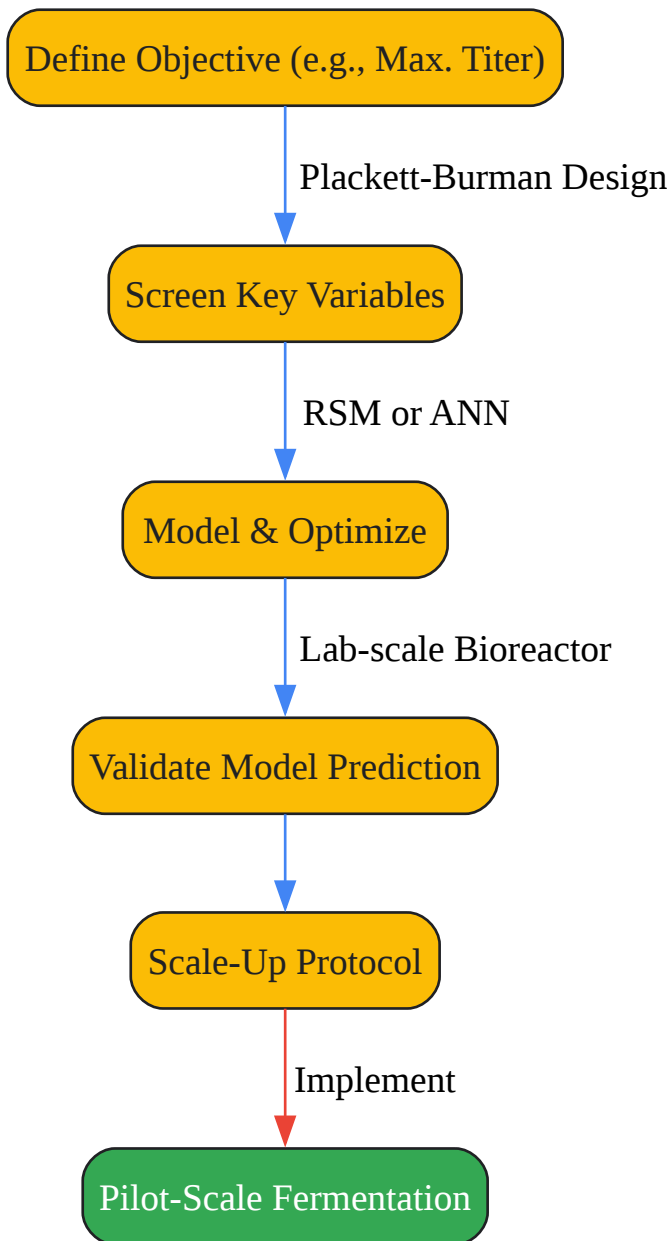 Define Objective (e.g., Max. Titer)
Plackett-Burman Design
Screen Key Variables
RSM or ANN
Model & Optimize
Lab-scale Bioreactor
Validate Model Prediction
Scale-Up Protocol
Implement
Pilot-Scale Fermentation